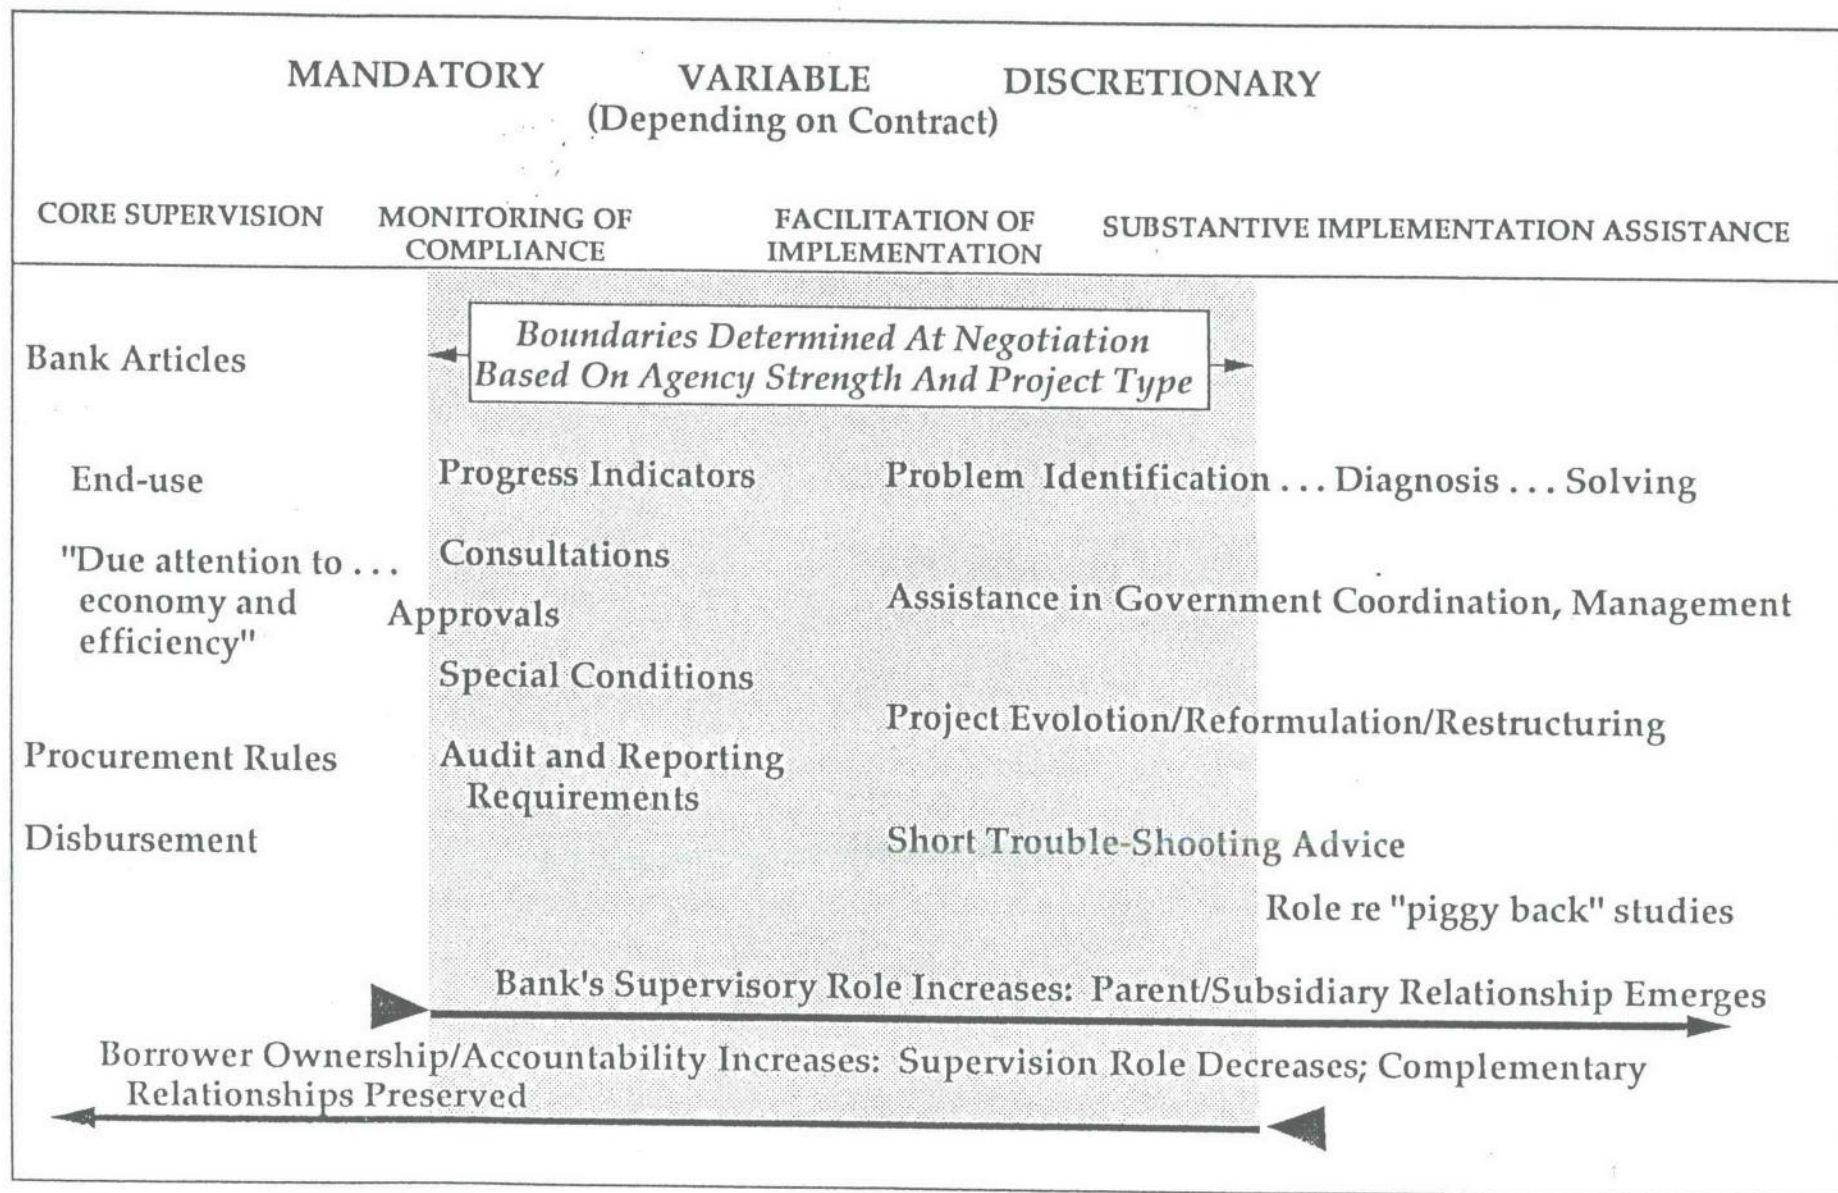 MANDATORY VARIABLE DISCRETIONARY
(Depending on Contract)
CORE SUPERVISION
MONITORING OF
COMPLIANCE
FACILITATION OF
IMPLEMENTATION
SUBSTANTIVE IMPLEMENTATION ASSISTANCE
Boundaries Determined At Negotiation
Based On Agency Strength And Project Type
Bank Articles
End-use
"Due attention to . . .
economy and
efficiency"
Procurement Rules
Disbursement
Progress Indicators
Consultations
Approvals
Special Conditions
Audit and Reporting
Requirements
Problem Identification . . . Diagnosis . . . Solving
Assistance in Government Coordination, Management
Project Evolotion/Reformulation/Restructuring
Short Trouble-Shooting Advice
Role re "piggy back" studies
Bank's Supervisory Role Increases: Parent/Subsidiary Relationship Emerges
Borrower Ownership/Accountability Increases: Supervision Role Decreases; Complementary
Relationships Preserved